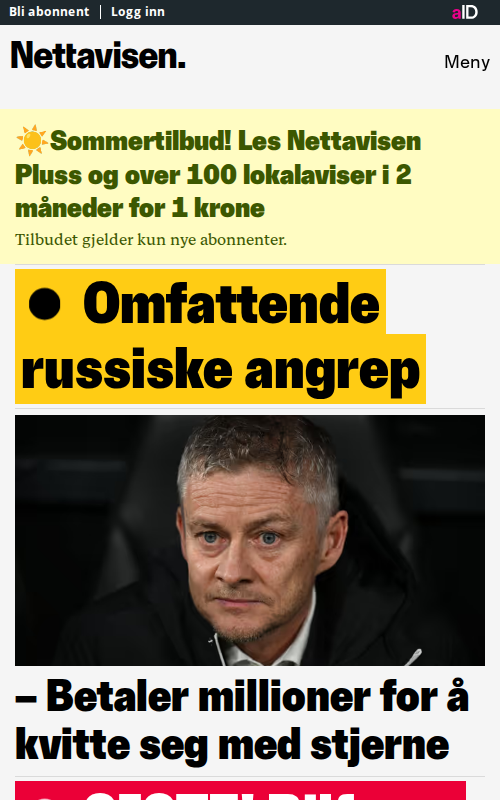 Bli abonnent | Logg inn
aID
Nettavisen.
Meny
☀️Sommertilbud! Les Nettavisen
Pluss og over 100 lokalaviser i 2
måneder for 1 krone
Tilbudet gjelder kun nye abonnenter.
● Omfattende
russiske angrep
– Betaler millioner for å
kvitte seg med stjerne